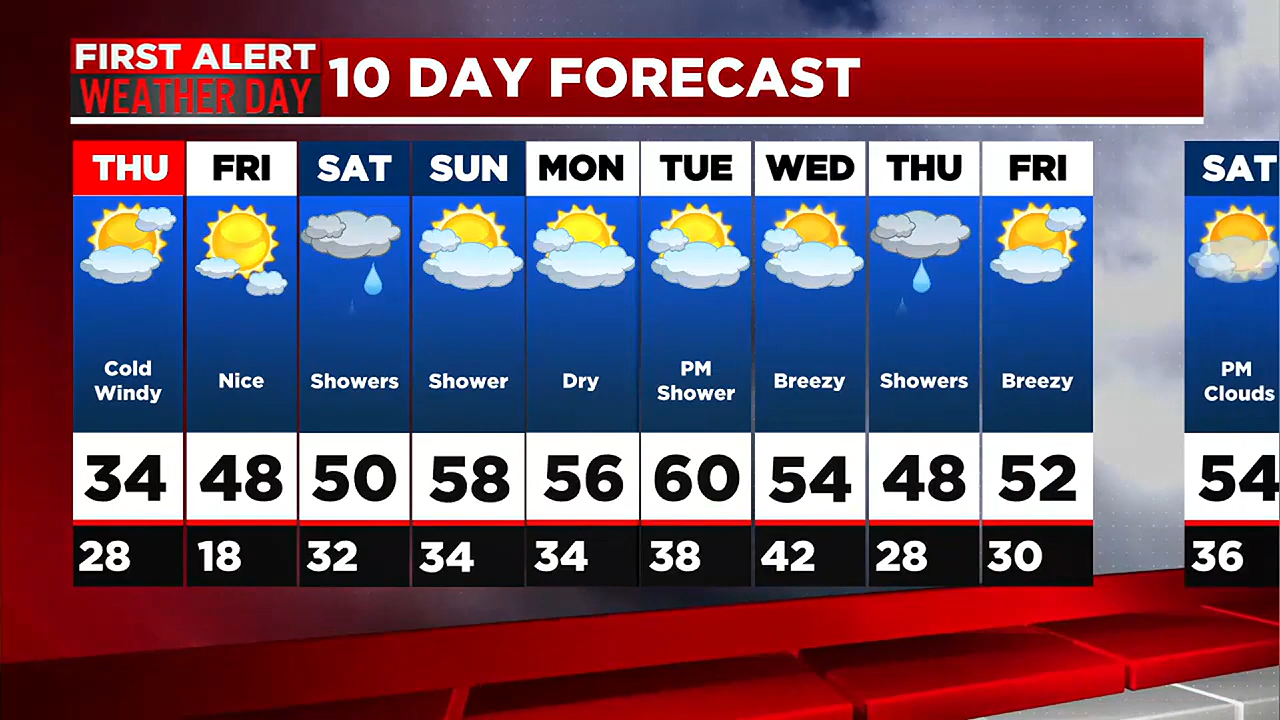 FIRST ALERT
WEATHER DAY
10 DAY FORECAST
THU FRI SAT SUN MON TUE WED THU FRI SAT
Cold Windy Nice Showers Shower Dry PM Shower Breezy Showers Breezy PM Clouds
34 48 50 58 56 60 54 48 52 54
28 18 32 34 34 38 42 28 30 36